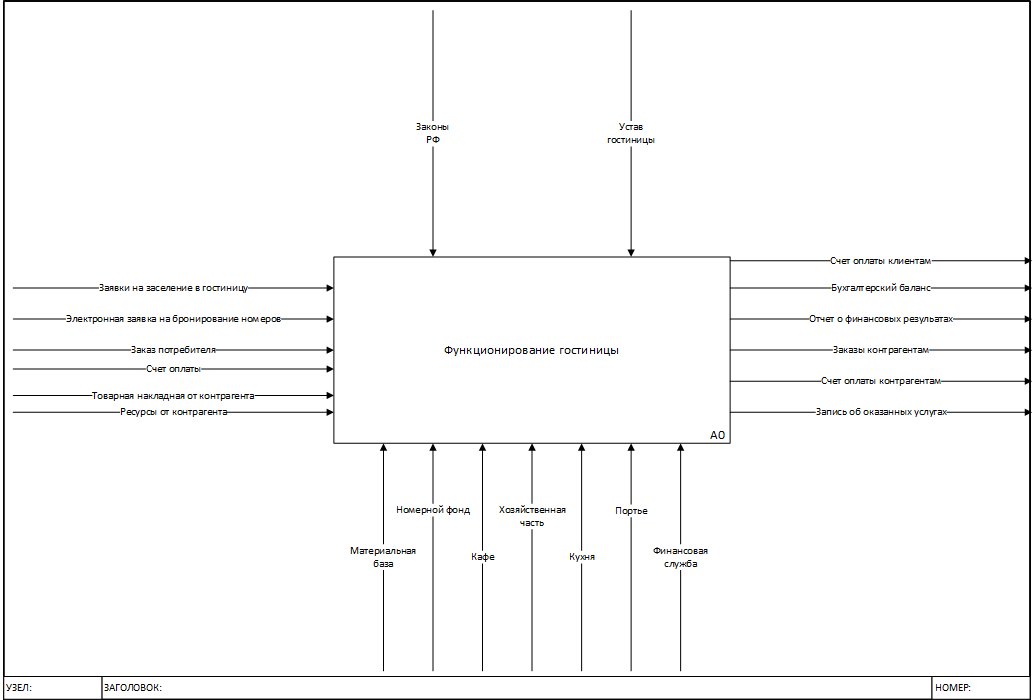 Законы
РФ
Устав
гостиницы
Заявки на заселение в гостиницу
Электронная заявка на бронирование номеров
Заказ потребителя
Счет оплаты
Товарная накладная от контрагента
Ресурсы от контрагента
Функционирование гостиницы
A0
Счет оплаты клиентам
Бухгалтерский баланс
Отчет о финансовых резульатах
Заказы контрагентам
Счет оплаты контрагентам
Запись об оказанных услугах
Материальная
база
Номерной фонд
Кафе
Хозяйственная
часть
Кухня
Портье
Финансовая
служба
УЗЕЛ:
ЗАГОЛОВОК:
НОМЕР: